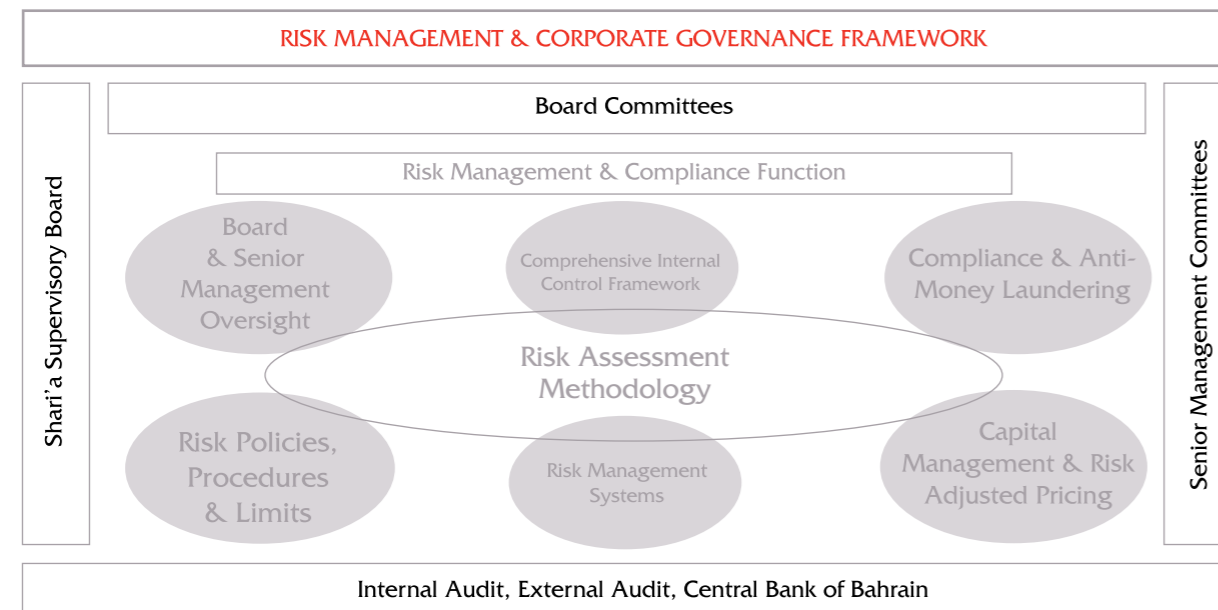 RISK MANAGEMENT & CORPORATE GOVERNANCE FRAMEWORK
Shari'a Supervisory Board
Board Committees
Risk Management & Compliance Function
Board
& Senior
Management
Oversight
Comprehensive Internal
Control Framework
Compliance & Anti-
Money Laundering
Risk Assessment
Methodology
Risk Policies,
Procedures
& Limits
Risk Management
Systems
Capital
Management & Risk
Adjusted Pricing
Senior Management Committees
Internal Audit, External Audit, Central Bank of Bahrain